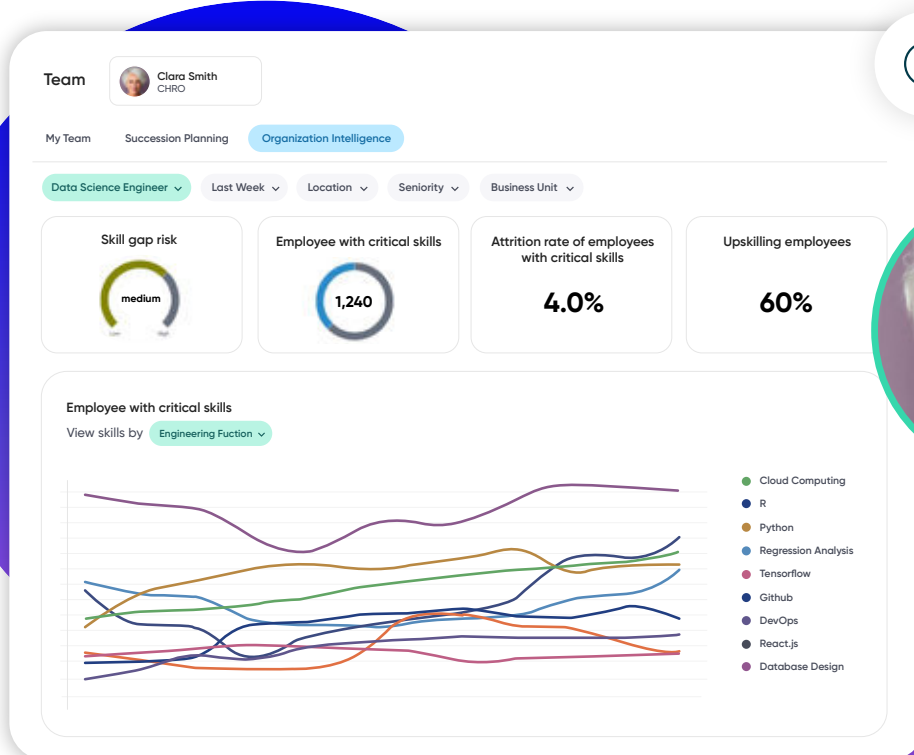 Team
Clara Smith
CHRO
My Team
Succession Planning
Organization Intelligence
Data Science Engineer
Last Week
Location
Seniority
Business Unit
Skill gap risk
medium
Low
High
Employee with critical skills
1,240
Attrition rate of employees
with critical skills
4.0%
Upskilling employees
60%
Employee with critical skills
View skills by
Engineering Fuction
Cloud Computing
R
Python
Regression Analysis
Tensorflow
Github
DevOps
React.js
Database Design